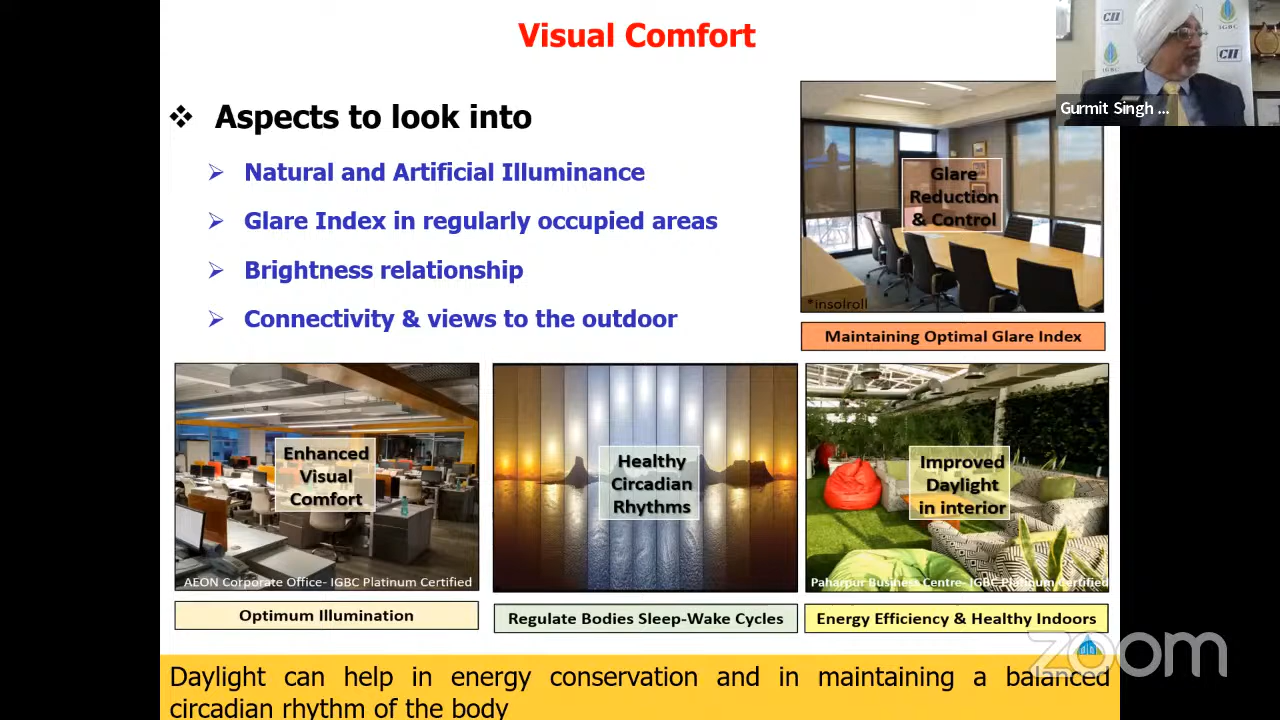 Visual Comfort
CII
IGBC
IGBC
CII
Gurmit Singh ...
❖ Aspects to look into
➢ Natural and Artificial Illuminance
➢ Glare Index in regularly occupied areas
➢ Brightness relationship
➢ Connectivity & views to the outdoor
Glare
Reduction
& Control
*insolroll
Maintaining Optimal Glare Index
Enhanced
Visual
Comfort
AEON Corporate Office- IGBC Platinum Certified
Optimum Illumination
Healthy
Circadian
Rhythms
Regulate Bodies Sleep-Wake Cycles
Improved
Daylight
in interior
Paharpur Business Centre- IGBC Platinum Certified
Energy Efficiency & Healthy Indoors
zoom
Daylight can help in energy conservation and in maintaining a balanced
circadian rhythm of the body